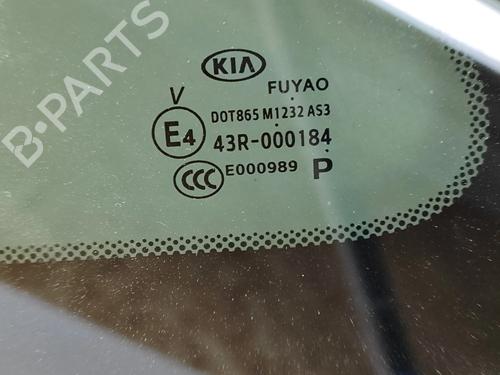 B-PARTS
KIA
V FUYAO
DOT865 M1232 AS3
E4 43R-000184
CCC E000989 P